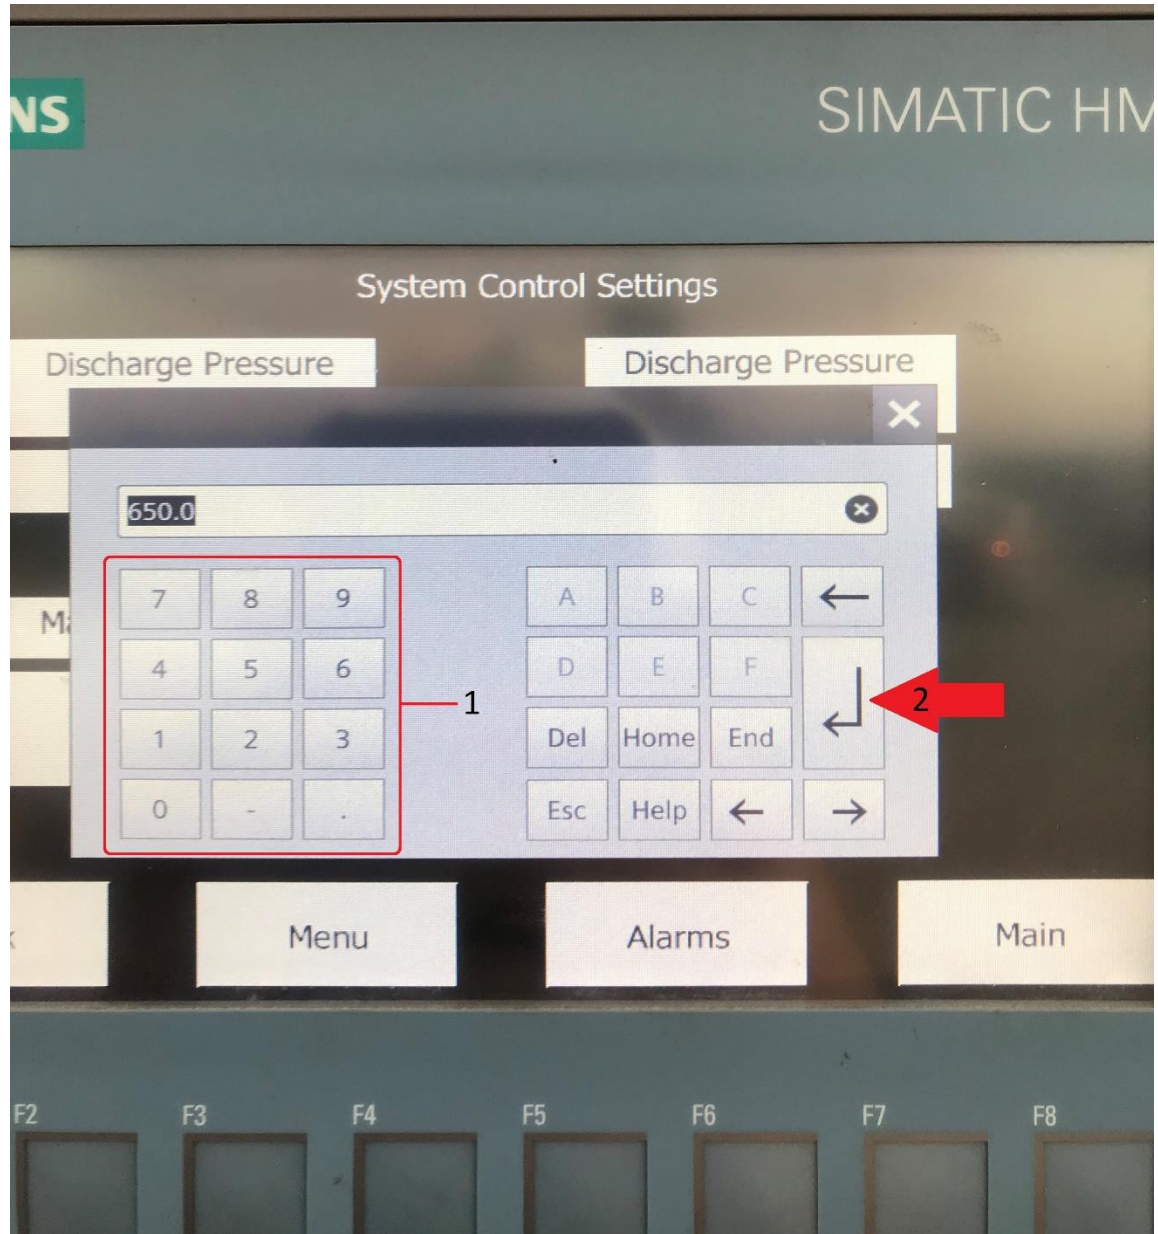 NS
SIMATIC HM
System Control Settings
Discharge Pressure
Discharge Pressure
650.0
7 8 9 A B C
Ma
4 5 6 D E F
1
2
1 2 3 Del Home End
0 - . Esc Help
Menu Alarms Main
F2 F3 F4 F5 F6 F7 F8